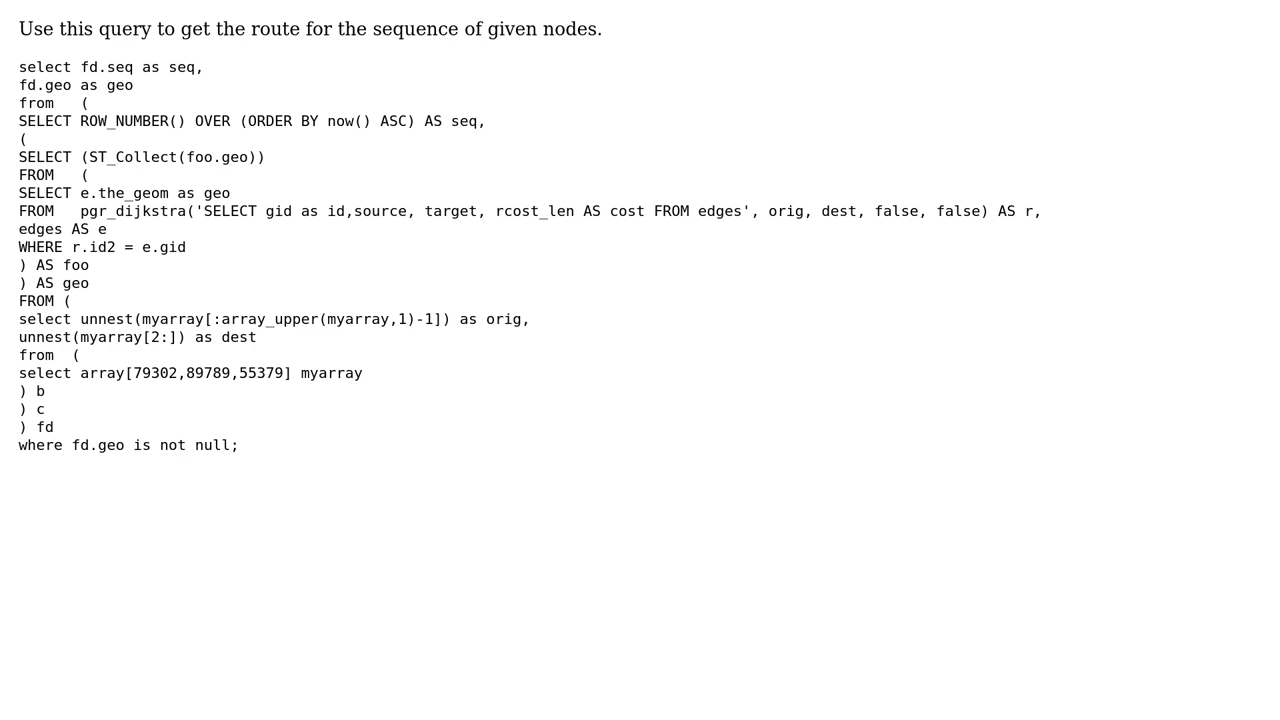 Use this query to get the route for the sequence of given nodes.
select fd.seq as seq,
fd.geo as geo
from   (
SELECT ROW_NUMBER() OVER (ORDER BY now() ASC) AS seq,
(
SELECT (ST_Collect(foo.geo))
FROM   (
SELECT e.the_geom as geo
FROM   pgr_dijkstra('SELECT gid as id,source, target, rcost_len AS cost FROM edges', orig, dest, false, false) AS r,
edges AS e
WHERE r.id2 = e.gid
) AS foo
) AS geo
FROM (
select unnest(myarray[:array_upper(myarray,1)-1]) as orig,
unnest(myarray[2:]) as dest
from  (
select array[79302,89789,55379] myarray
) b
) c
) fd
where fd.geo is not null;